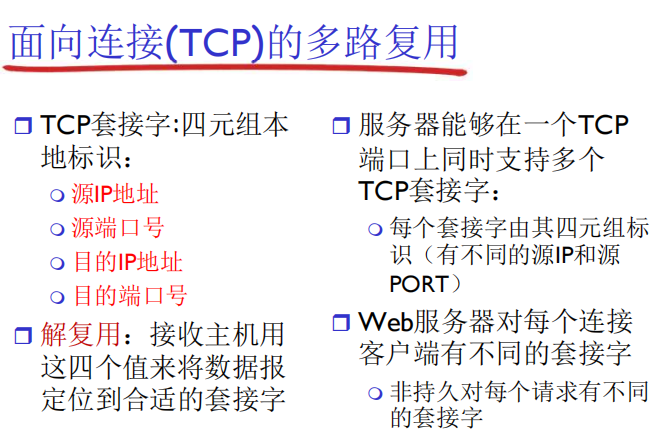 面向连接(TCP)的多路复用
TCP套接字:四元组本
地标识：
源IP地址
源端口号
目的IP地址
目的端口号
解复用：接收主机用
这四个值来将数据报
定位到合适的套接字
服务器能够在一个TCP
端口上同时支持多个
TCP套接字：
每个套接字由其四元组标
识（有不同的源IP和源
PORT）
Web服务器对每个连接
客户端有不同的套接字
非持久对每个请求有不同
的套接字